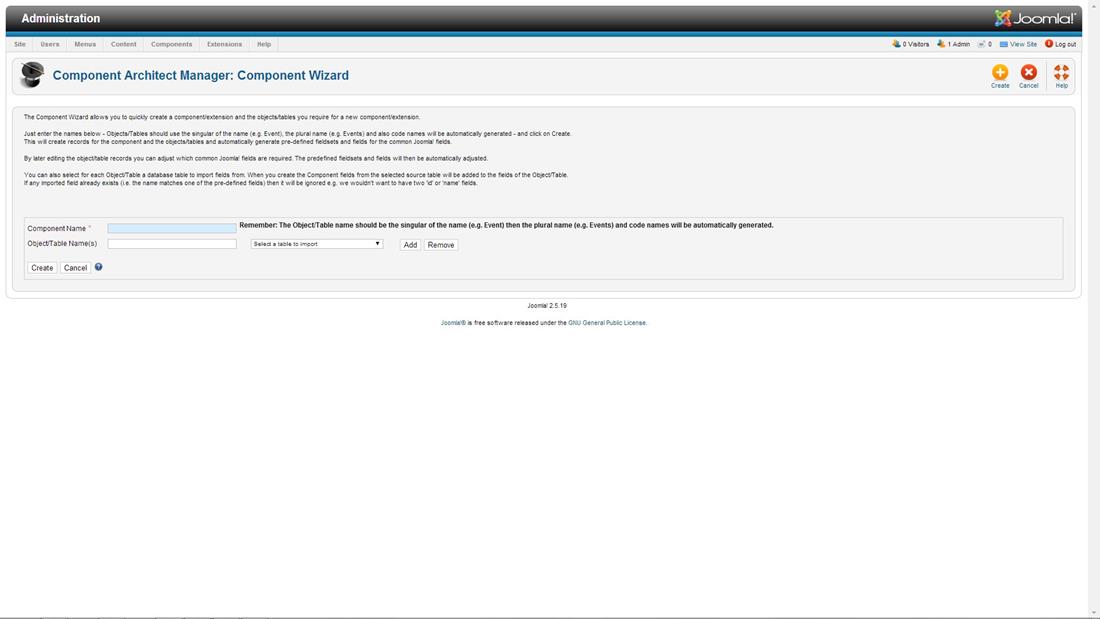 Administration
Joomla!
Site Users Menus Content Components Extensions Help
0 Visitors 1 Admin 0 View Site Log out
Component Architect Manager: Component Wizard
Create Cancel Help
The Component Wizard allows you to quickly create a component/extension and the objects/tables you require for a new component/extension.
Just enter the names below - Objects/Tables should use the singular of the name (e.g. Event), the plural name (e.g. Events) and also code names will be automatically generated - and click on Create.
This will create records for the component and the objects/tables and automatically generate pre-defined fieldsets and fields for the common Joomla! fields.
By later editing the object/table records you can adjust which common Joomla! fields are required. The predefined fieldsets and fields will then be automatically adjusted.
You can also select for each Object/Table a database table to import fields from. When you create the Component fields from the selected source table will be added to the fields of the Object/Table.
If any imported field already exists (i.e. the name matches one of the pre-defined fields) then it will be ignored e.g. we wouldn't want to have two 'id' or 'name' fields.
Component Name * Remember: The Object/Table name should be the singular of the name (e.g. Event) then the plural name (e.g. Events) and code names will be automatically generated.
Object/Table Name(s) Select a table to import Add Remove
Create Cancel
Joomla! 2.5.19
Joomla!® is free software released under the GNU General Public License.